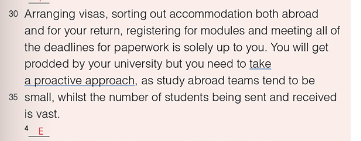 30 Arranging visas, sorting out accommodation both abroad
and for your return, registering for modules and meeting all of
the deadlines for paperwork is solely up to you. You will get
prodded by your university but you need to take
a proactive approach, as study abroad teams tend to be
35 small, whilst the number of students being sent and received
is vast.
4 E